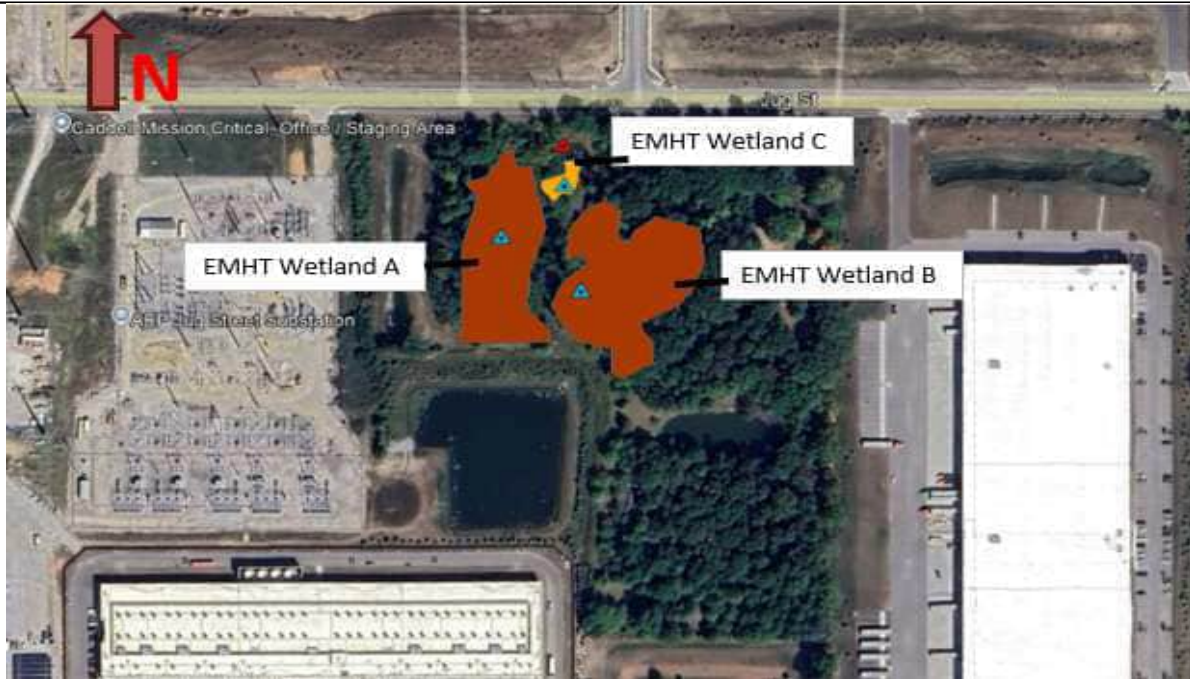 N
Jug St
Caddell Mission Critical- Office / Staging Area
EMHT Wetland C
EMHT Wetland A
EMHT Wetland B
AEP Jug Street Substation